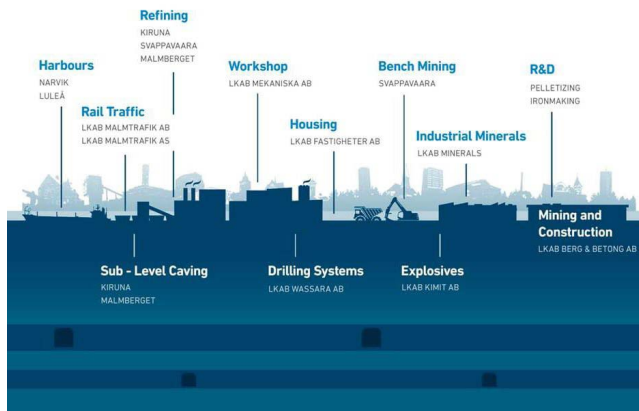 Harbours
NARVIK
LULEÅ
Rail Traffic
LKAB MALMTRAFIK AB
LKAB MALMTRAFIK AS
Refining
KIRUNA
SVAPPAVAARA
MALMBERGET
Workshop
LKAB MEKANISKA AB
Housing
LKAB FASTIGHETER AB
Bench Mining
SVAPPAVAARA
Industrial Minerals
LKAB MINERALS
R&D
PELLETIZING
IRONMAKING
Sub - Level Caving
KIRUNA
MALMBERGET
Drilling Systems
LKAB WASSARA AB
Explosives
LKAB KIMIT AB
Mining and
Construction
LKAB BERG & BETONG AB